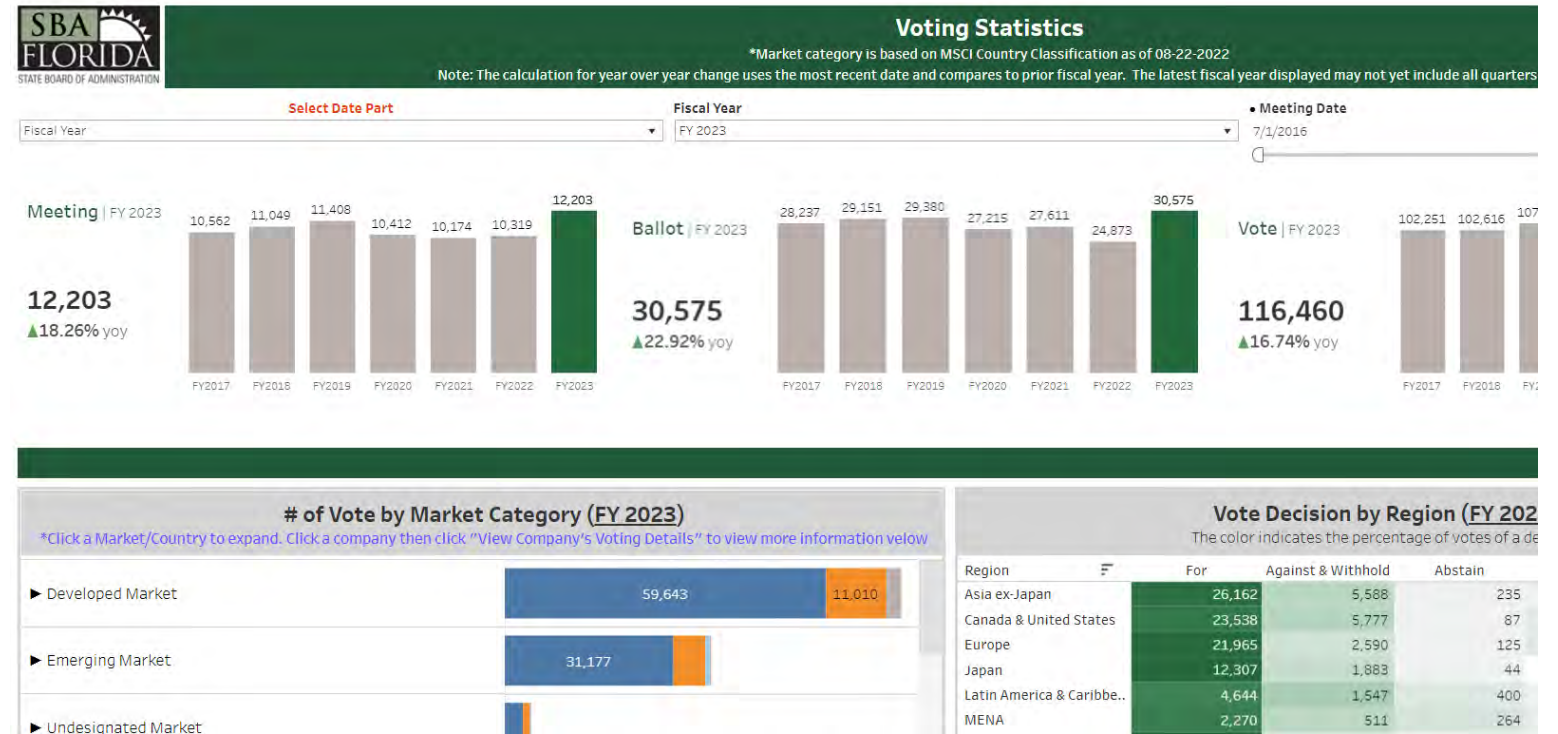 SBA
FLORIDA
STATE BOARD OF ADMINISTRATION
Voting Statistics
*Market category is based on MSCI Country Classification as of 08-22-2022
Note: The calculation for year over year change uses the most recent date and compares to prior fiscal year. The latest fiscal year displayed may not yet include all quarters
Select Date Part
Fiscal Year
• Meeting Date
Fiscal Year
FY 2023
7/1/2016
Meeting | FY 2023
12,203
▲18.26% yoy
10,562 11,049 11,408 10,412 10,174 10,319 12,203
FY2017 FY2018 FY2019 FY2020 FY2021 FY2022 FY2023
Ballot | FY 2023
30,575
▲22.92% yoy
28,237 29,151 29,380 27,215 27,611 24,873 30,575
FY2017 FY2018 FY2019 FY2020 FY2021 FY2022 FY2023
Vote | FY 2023
116,460
▲16.74% yoy
102,251 102,616 107
FY2017 FY2018 FY2
# of Vote by Market Category (FY 2023)
*Click a Market/Country to expand. Click a company then click "View Company's Voting Details" to view more information velow
▶ Developed Market 59,643 11,010
▶ Emerging Market 31,177
▶ Undesignated Market
Vote Decision by Region (FY 202
The color indicates the percentage of votes of a de
Region For Against & Withhold Abstain
Asia ex-Japan 26,162 5,588 235
Canada & United States 23,538 5,777 87
Europe 21,965 2,590 125
Japan 12,307 1,883 44
Latin America & Caribbe.. 4,644 1,547 400
MENA 2,270 511 264